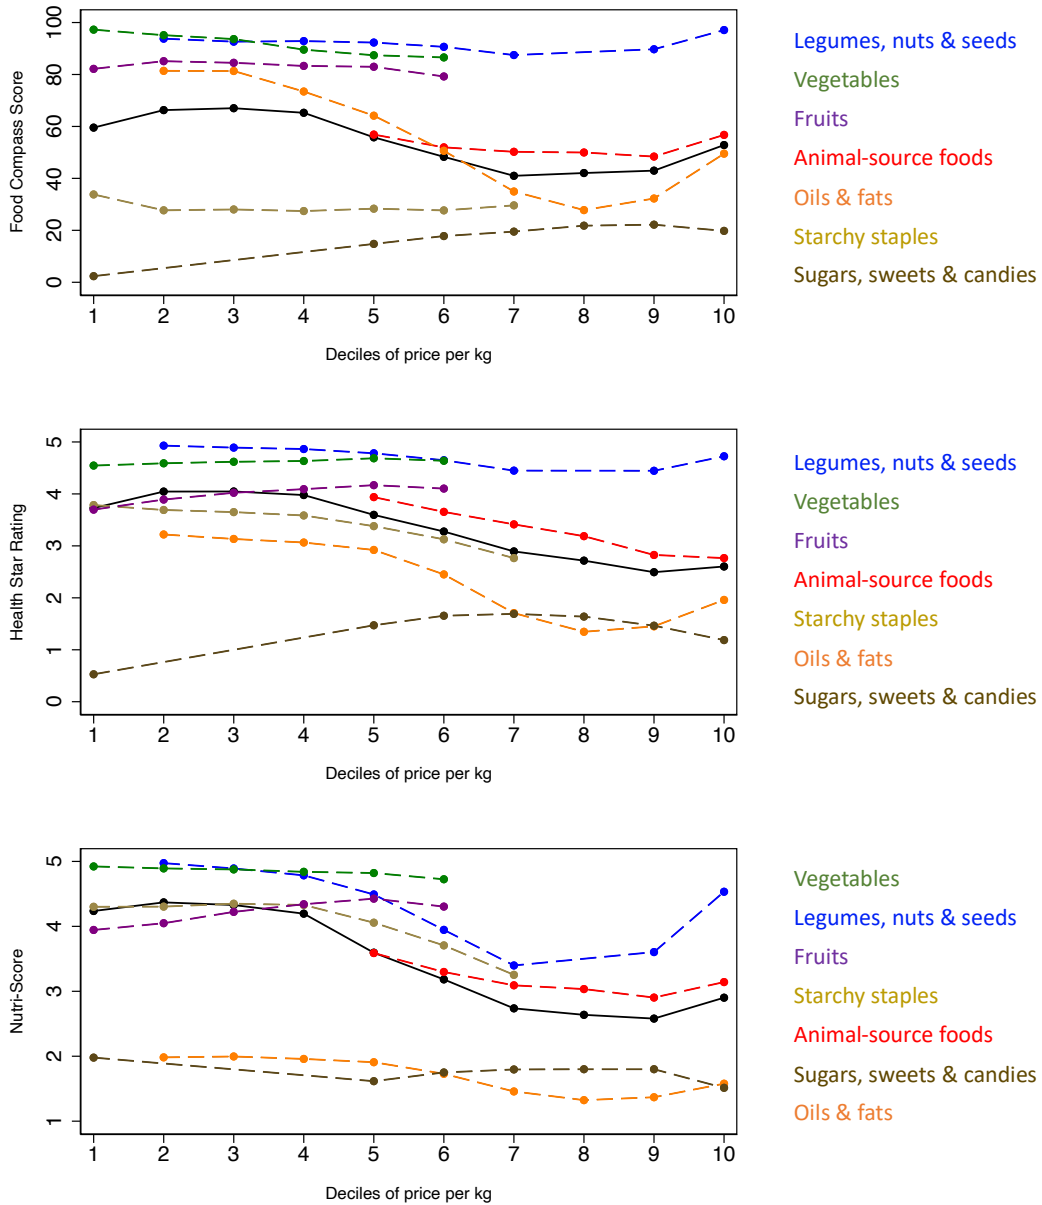 Food Compass Score
100
80
60
40
20
0
1 2 3 4 5 6 7 8 9 10
Deciles of price per kg
Legumes, nuts & seeds
Vegetables
Fruits
Animal-source foods
Oils & fats
Starchy staples
Sugars, sweets & candies
Health Star Rating
5
4
3
2
1
0
1 2 3 4 5 6 7 8 9 10
Deciles of price per kg
Legumes, nuts & seeds
Vegetables
Fruits
Animal-source foods
Starchy staples
Oils & fats
Sugars, sweets & candies
Nutri-Score
5
4
3
2
1
1 2 3 4 5 6 7 8 9 10
Deciles of price per kg
Vegetables
Legumes, nuts & seeds
Fruits
Starchy staples
Animal-source foods
Sugars, sweets & candies
Oils & fats